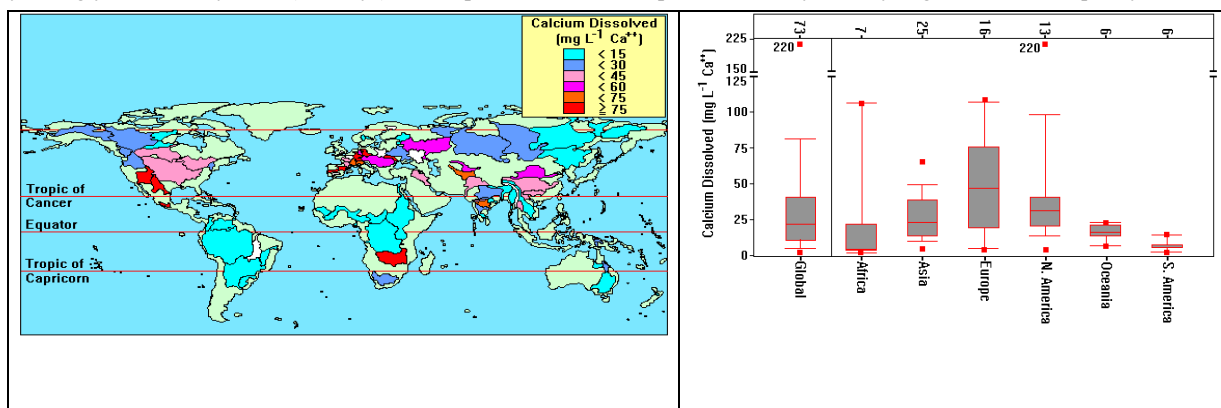 Calcium Dissolved
(mg L⁻¹ Ca⁺⁺)
< 15
< 30
< 45
< 60
< 75
≥ 75
Tropic of
Cancer
Equator
Tropic of
Capricorn
73
7
25
16
13
6
6
Calcium Dissolved (mg L⁻¹ Ca⁺⁺)
225
150
125
100
75
50
25
0
220
220
Global
Africa
Asia
Europe
N. America
Oceania
S. America